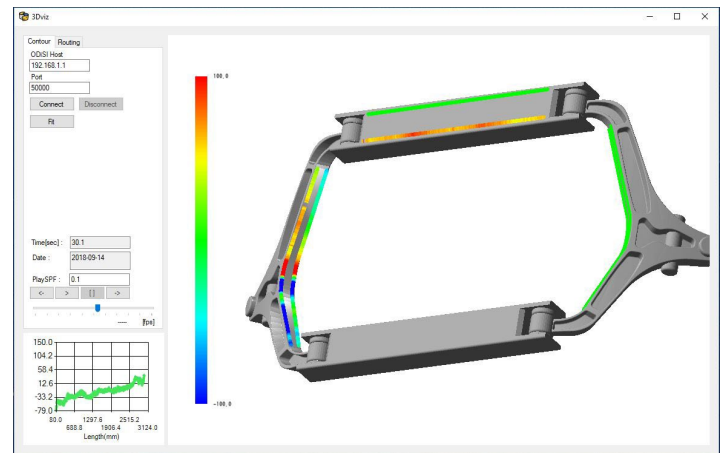 3Dviz
Contour Routing
ODiSI Host
192.168.1.1
Port
50000
Connect Disconnect
Fit
Time[sec] : 30.1
Date : 2018-09-14
PlaySPF : 0.1
<- > [ ] ->
[fps]
100.0
-100.0
150.0
104.2
58.4
12.6
-33.2
-79.0
80.0 1297.6 2515.2
688.8 1906.4 3124.0
Length(mm)